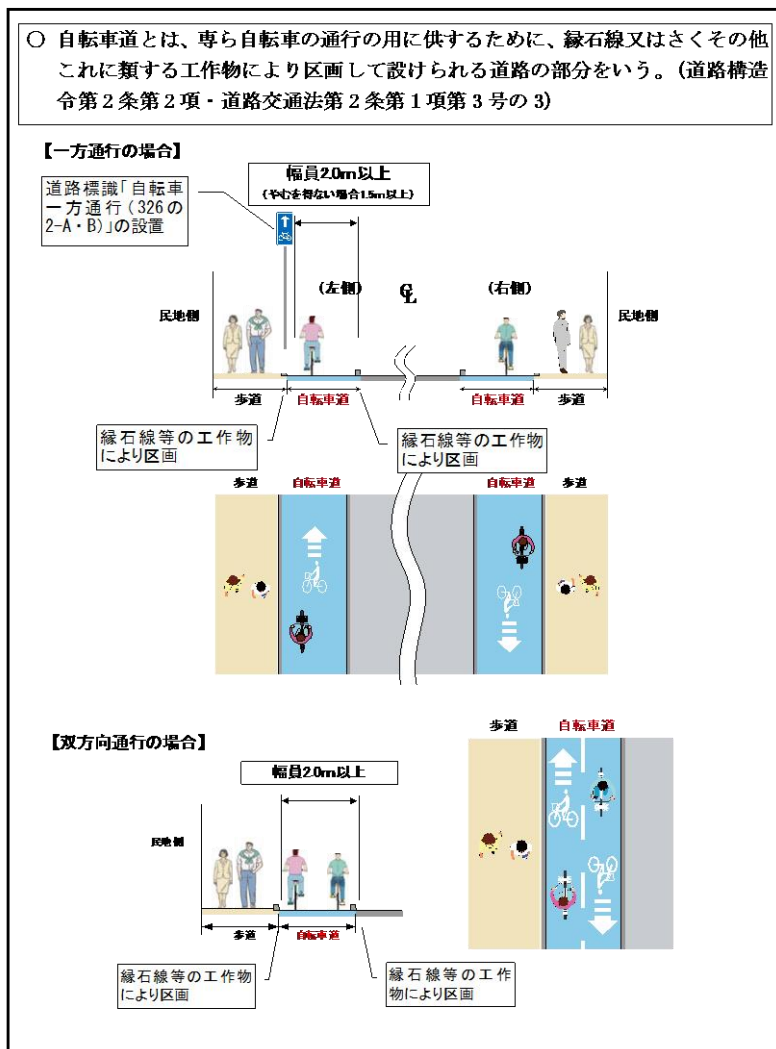 ○ 自転車道とは、専ら自転車の通行の用に供するために、縁石線又はさくその他
これに類する工作物により区画して設けられる道路の部分をいう。(道路構造
令第2条第2項・道路交通法第2条第1項第3号の3)
【一方通行の場合】
道路標識「自転車
一方通行(326の
2-A・B)」の設置
幅員2.0m以上
(やむを得ない場合1.5m以上)
(左側)
℄
(右側)
民地側
民地側
歩道
自転車道
自転車道
歩道
縁石線等の工作物
により区画
縁石線等の工作物
により区画
歩道
自転車道
自転車道
歩道
【双方向通行の場合】
幅員2.0m以上
民地側
歩道
自転車道
縁石線等の工作物
により区画
縁石線等の工作
物により区画
歩道
自転車道